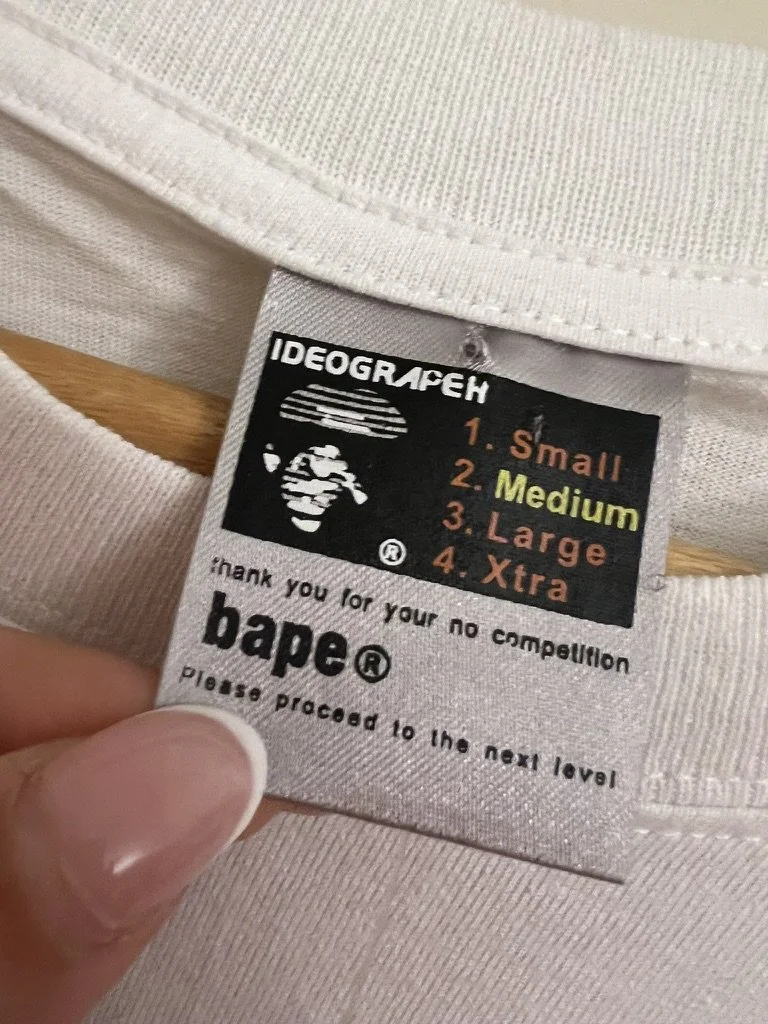 IDEOGRAPEH
1. Small
2. Medium
3. Large
4. Xtra
®
thank you for your no competition
bape®
Please proceed to the next level